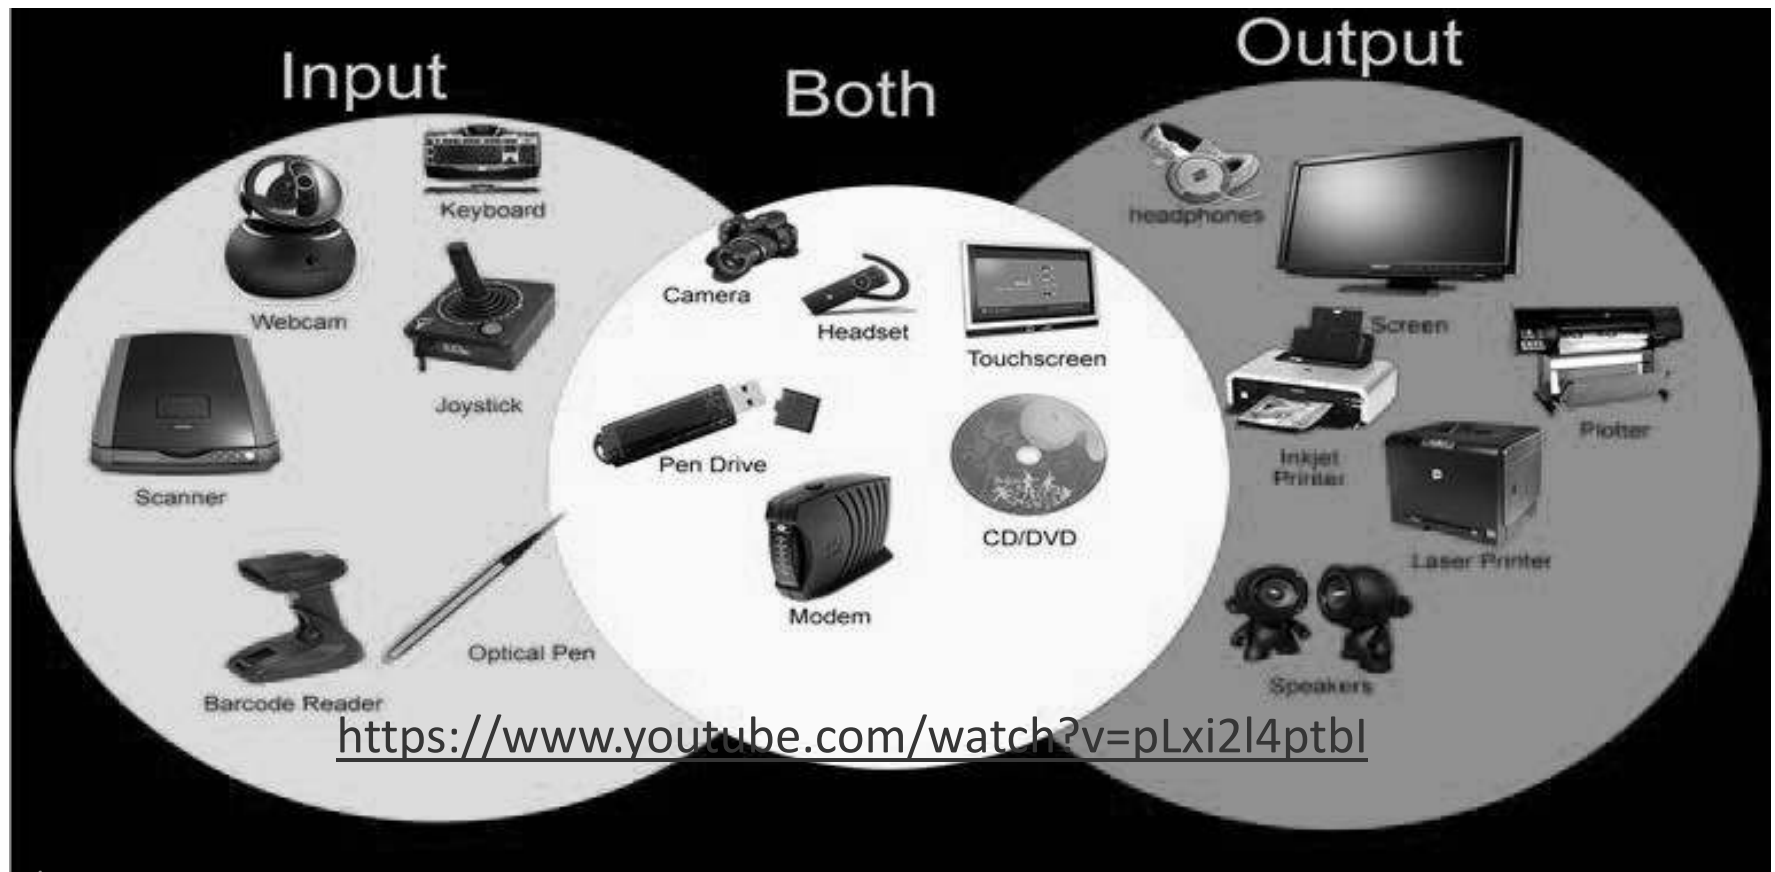 Input
Both
Output
Keyboard
Webcam
Joystick
Scanner
Barcode Reader
Optical Pen
Camera
Headset
Touchscreen
Pen Drive
CD/DVD
Modem
headphones
Screen
Plotter
Inkjet
Printer
Laser Printer
Speakers
https://www.youtube.com/watch?v=pLxi2l4ptbI